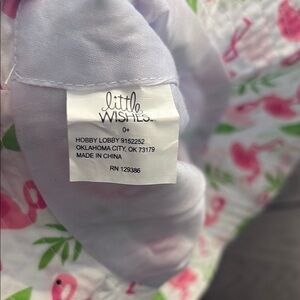 little
WISHES
0+
HOBBY LOBBY 9152252
OKLAHOMA CITY, OK 73179
MADE IN CHINA
RN 129386